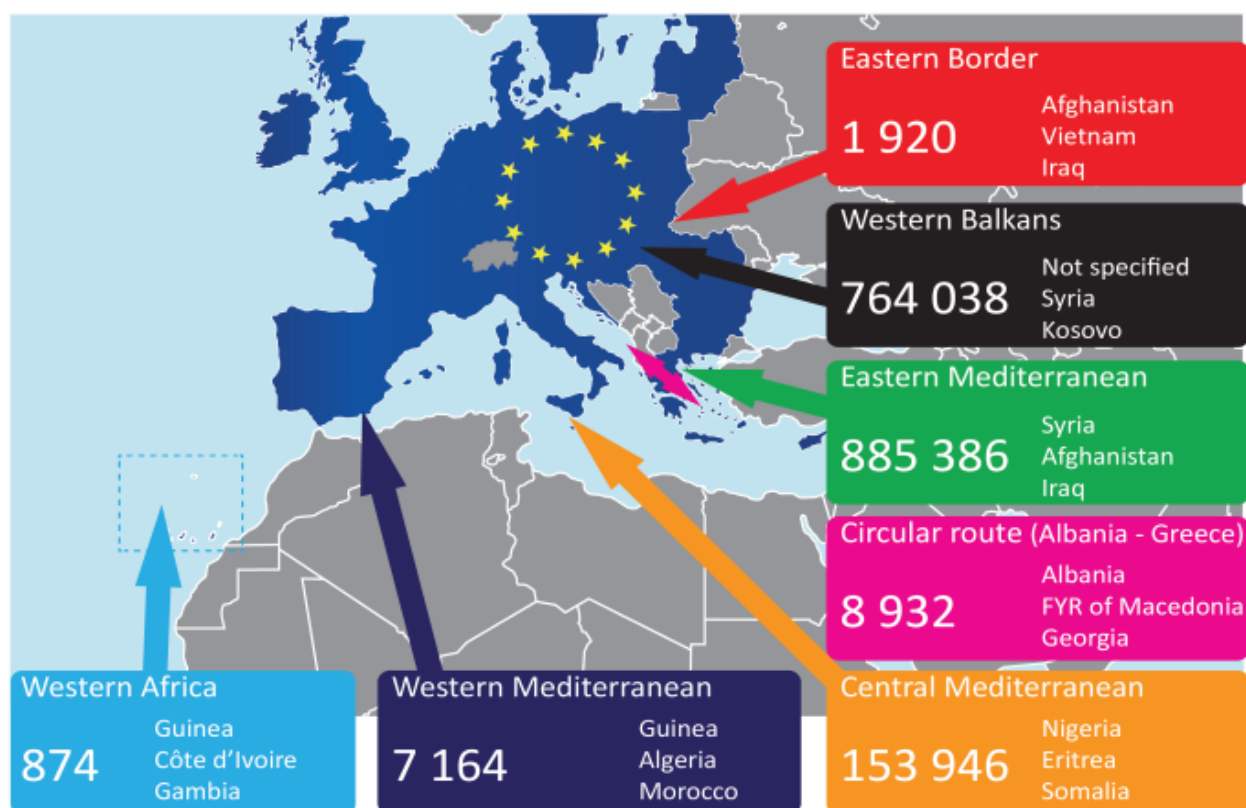 Eastern Border
1 920
Afghanistan
Vietnam
Iraq
Western Balkans
764 038
Not specified
Syria
Kosovo
Eastern Mediterranean
885 386
Syria
Afghanistan
Iraq
Circular route (Albania - Greece)
8 932
Albania
FYR of Macedonia
Georgia
Western Africa
874
Guinea
Côte d’Ivoire
Gambia
Western Mediterranean
7 164
Guinea
Algeria
Morocco
Central Mediterranean
153 946
Nigeria
Eritrea
Somalia